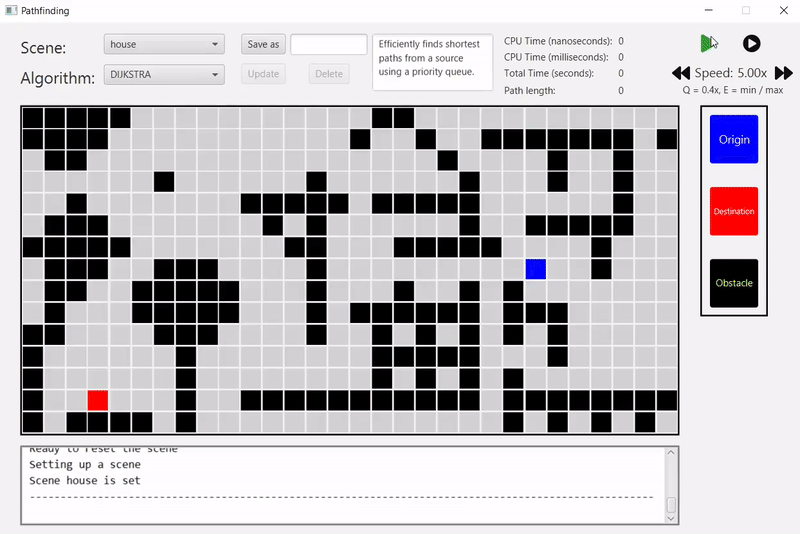 Pathfinding
Scene:
house
Save as
Algorithm:
DIJKSTRA
Update
Delete
Efficiently finds shortest
paths from a source
using a priority queue.
CPU Time (nanoseconds): 0
CPU Time (milliseconds): 0
Total Time (seconds): 0
Path length: 0
Speed: 5.00x
Q = 0.4x, E = min / max
Origin
Destination
Obstacle
Ready to reset the scene
Setting up a scene
Scene house is set